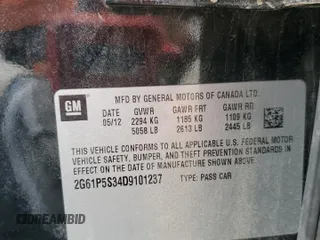 GM
MFD BY GENERAL MOTORS OF CANADA LTD.
DATE GVWR GAWR FRT GAWR RR
05/12 2294 KG 1185 KG 1109 KG
5058 LB 2613 LB 2445 LB
THIS VEHICLE CONFORMS TO ALL APPLICABLE U.S. FEDERAL MOTOR
VEHICLE SAFETY, BUMPER, AND THEFT PREVENTION STANDARDS IN
EFFECT ON THE DATE OF MANUFACTURE SHOWN ABOVE.
2G61P5S34D9101237 TYPE: PASS CAR
DREAMBID